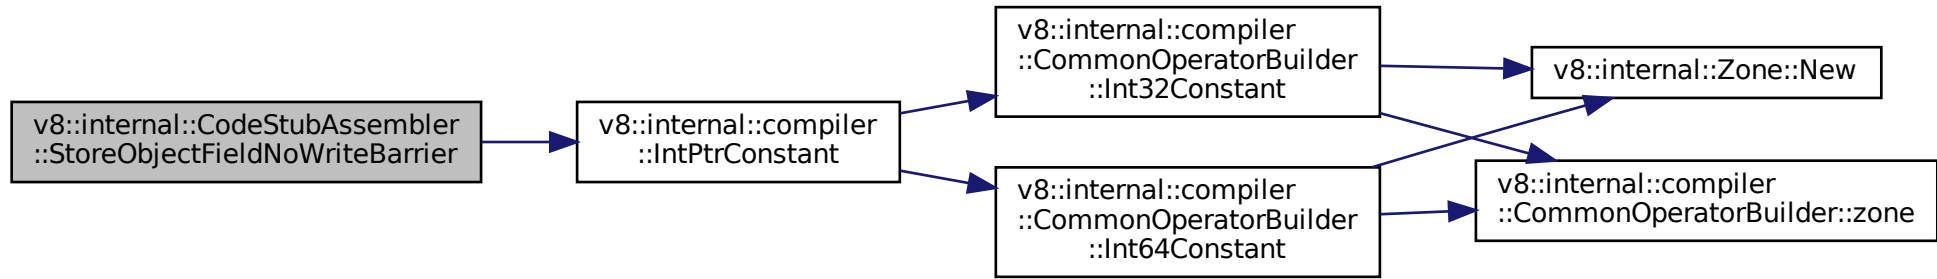 v8::internal::CodeStubAssembler
::StoreObjectFieldNoWriteBarrier
v8::internal::compiler
::IntPtrConstant
v8::internal::compiler
::CommonOperatorBuilder
::Int32Constant
v8::internal::compiler
::CommonOperatorBuilder
::Int64Constant
v8::internal::Zone::New
v8::internal::compiler
::CommonOperatorBuilder::zone